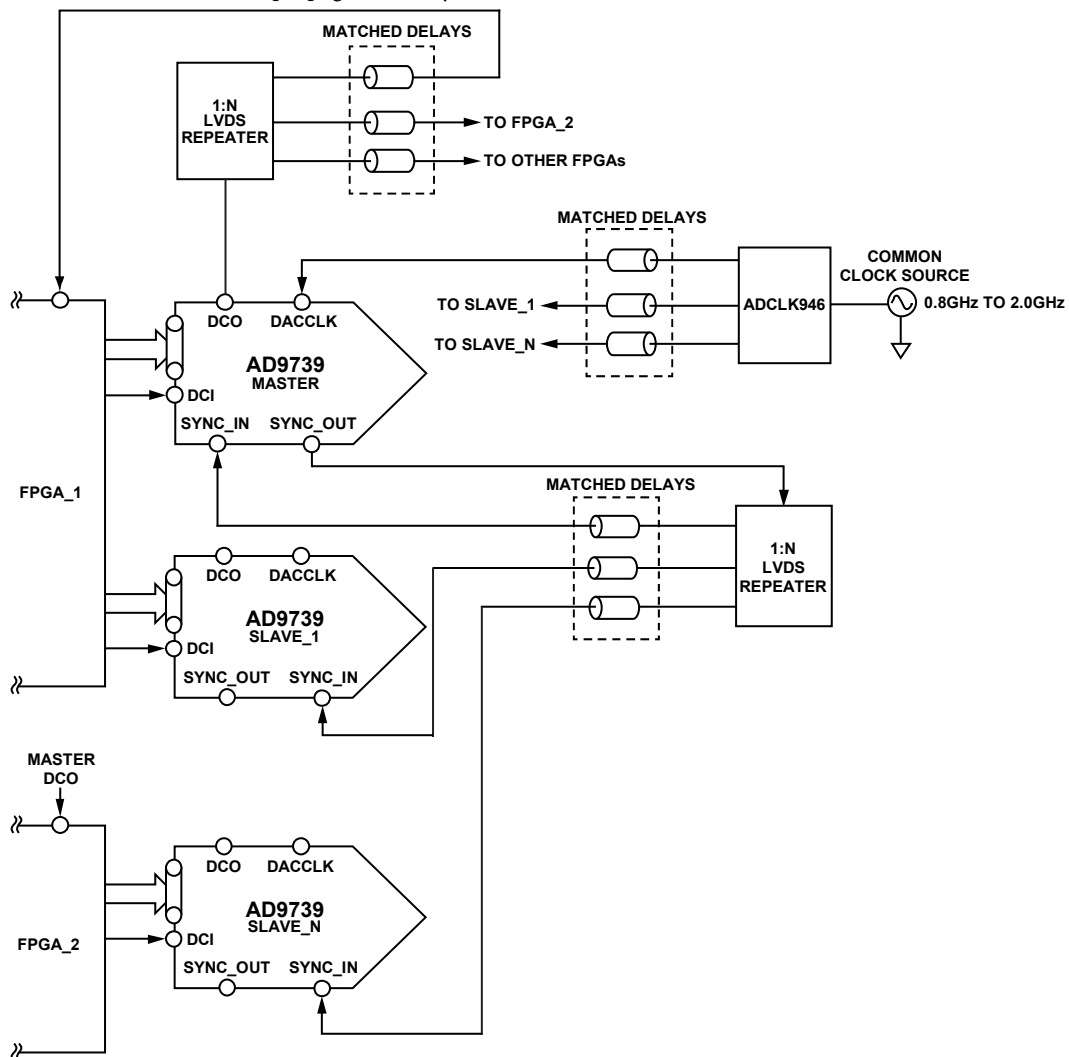 MATCHED DELAYS
1:N
LVDS
REPEATER
TO FPGA_2
TO OTHER FPGAs
MATCHED DELAYS
COMMON
CLOCK SOURCE
TO SLAVE_1
ADCLK946
0.8GHz TO 2.0GHz
TO SLAVE_N
DCO
DACCLK
AD9739
MASTER
DCI
SYNC_IN
SYNC_OUT
FPGA_1
MATCHED DELAYS
1:N
LVDS
REPEATER
DCO
DACCLK
AD9739
SLAVE_1
DCI
SYNC_OUT
SYNC_IN
MASTER
DCO
DCO
DACCLK
AD9739
SLAVE_N
DCI
FPGA_2
SYNC_OUT
SYNC_IN